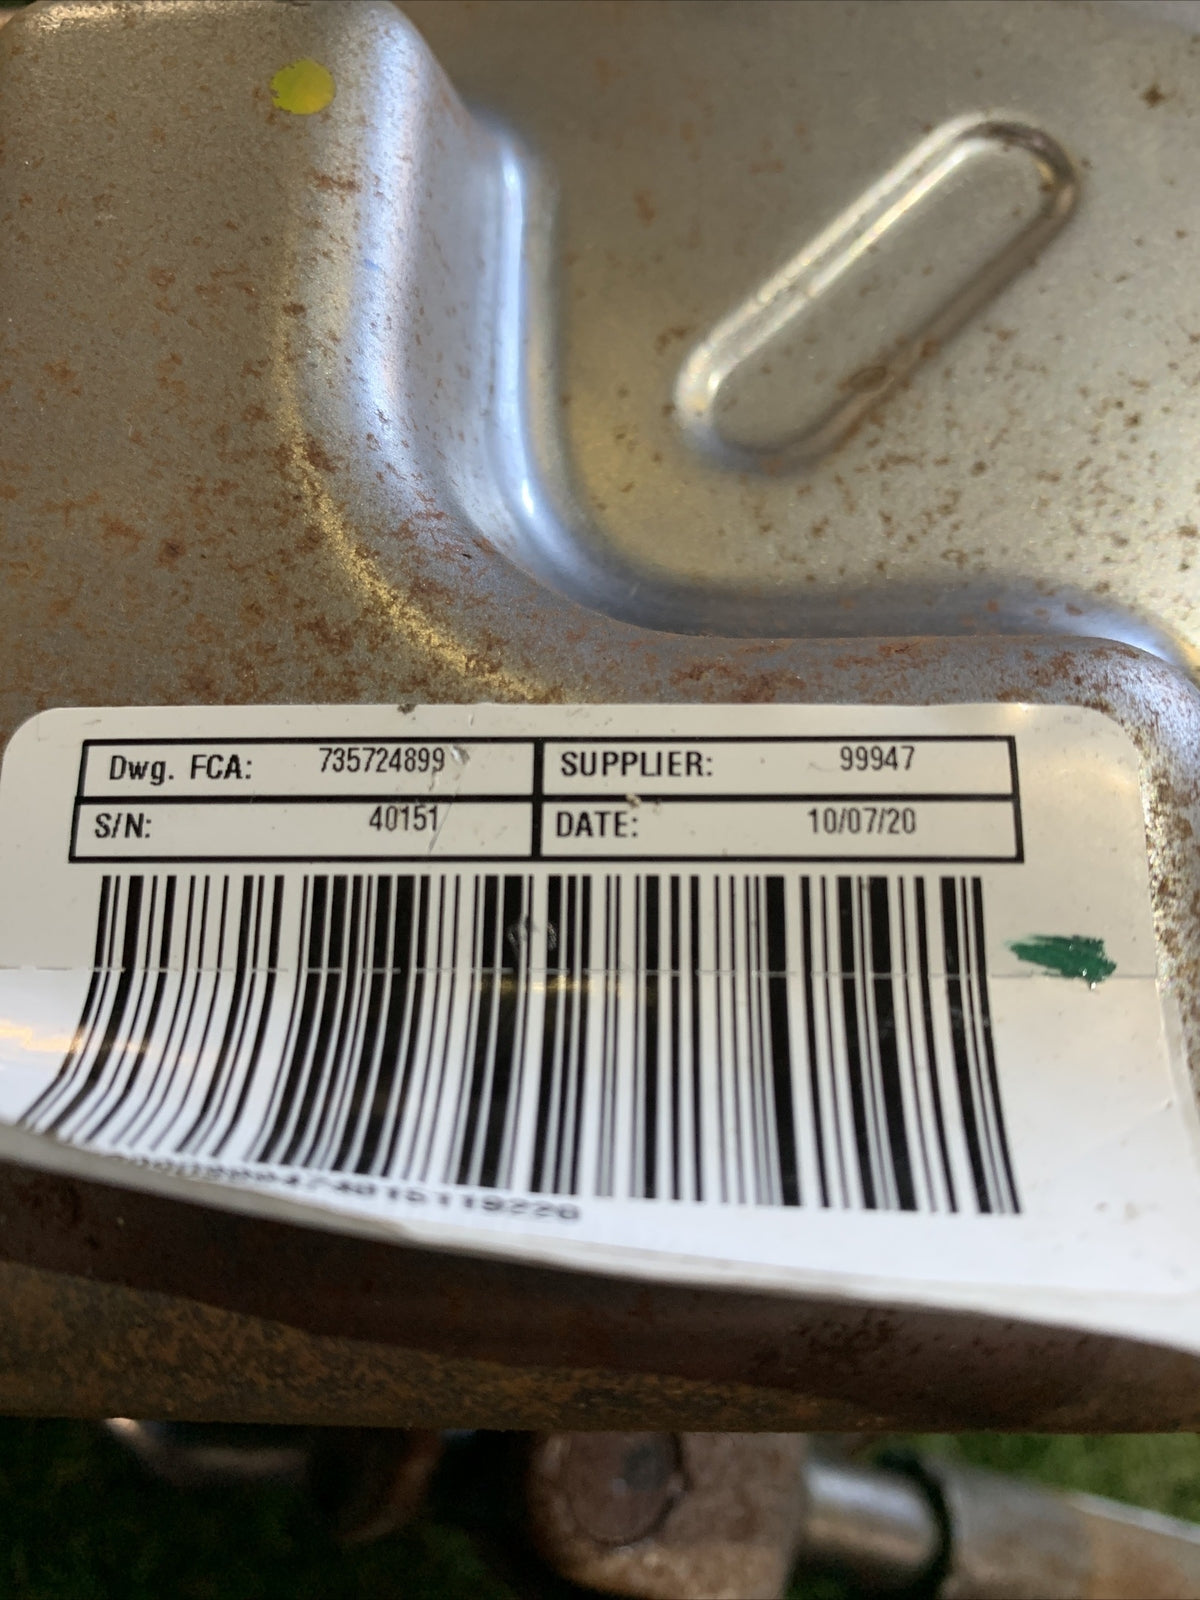 Dwg. FCA: 735724899 SUPPLIER: 99947
S/N: 40151 DATE: 10/07/20